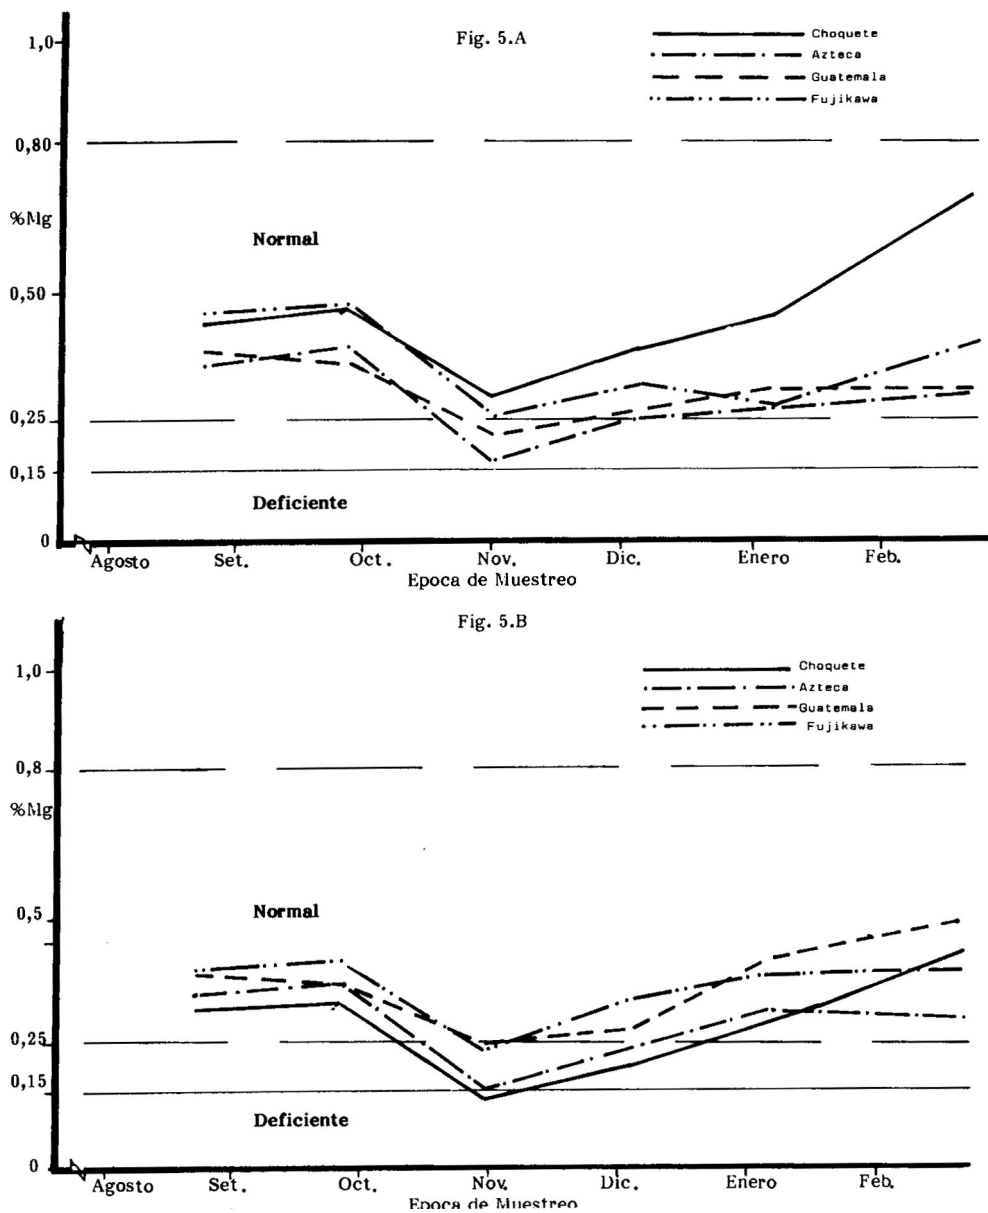 Fig. 5.A
Choquete
Azteca
Guatemala
Fujikawa
1,0
0,80
%Mg
Normal
0,50
0,25
0,15
Deficiente
0
Agosto Set. Oct. Nov. Dic. Enero Feb.
Epoca de Muestreo
Fig. 5.B
Choquete
Azteca
Guatemala
Fujikawa
1,0
0,8
%Mg
Normal
0,5
0,25
0,15
Deficiente
0
Agosto Set. Oct. Nov. Dic. Enero Feb.
Epoca de Muestreo